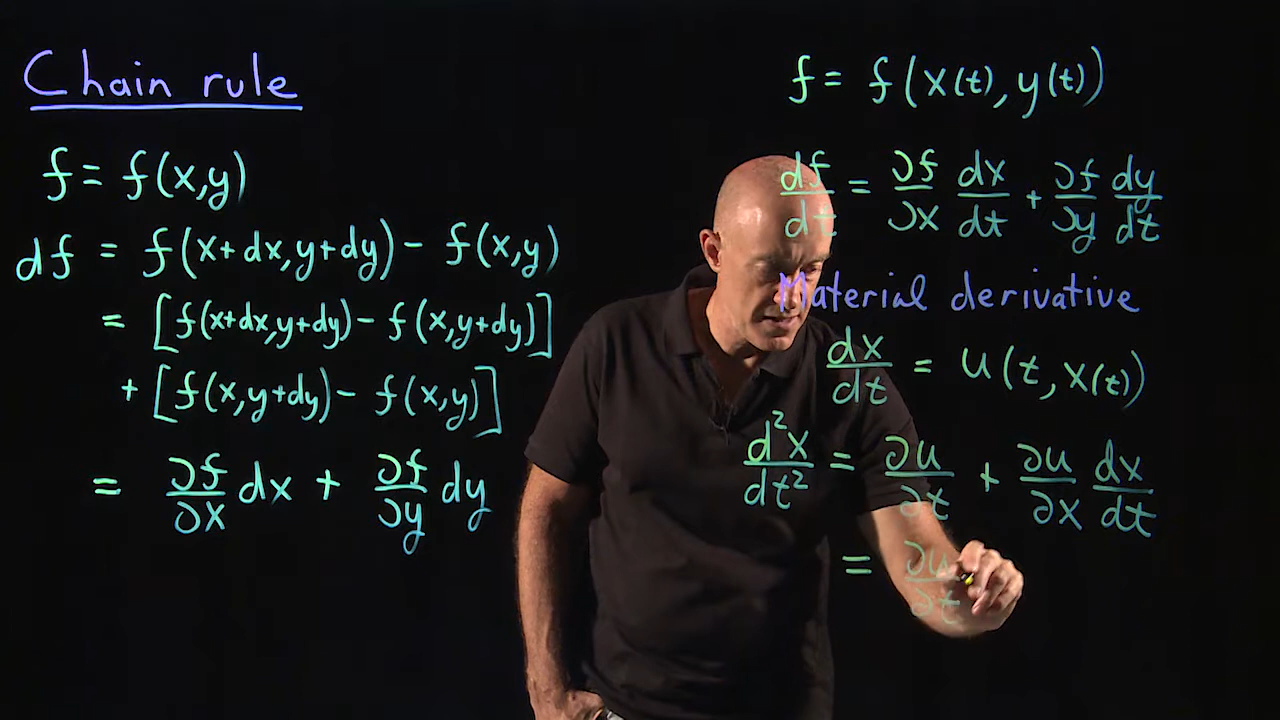 Chain rule
f = f(x,y)
df = f(x+dx,y+dy) - f(x,y)
= [f(x+dx,y+dy) - f(x,y+dy)]
+ [f(x,y+dy) - f(x,y)]
= ∂f/∂x dx + ∂f/∂y dy
f = f(x(t), y(t))
df/dt = ∂f/∂x dx/dt + ∂f/∂y dy/dt
Material derivative
dx/dt = u(t, x(t))
d²x/dt² = ∂u/∂t + ∂u/∂x dx/dt
= ∂u/∂t